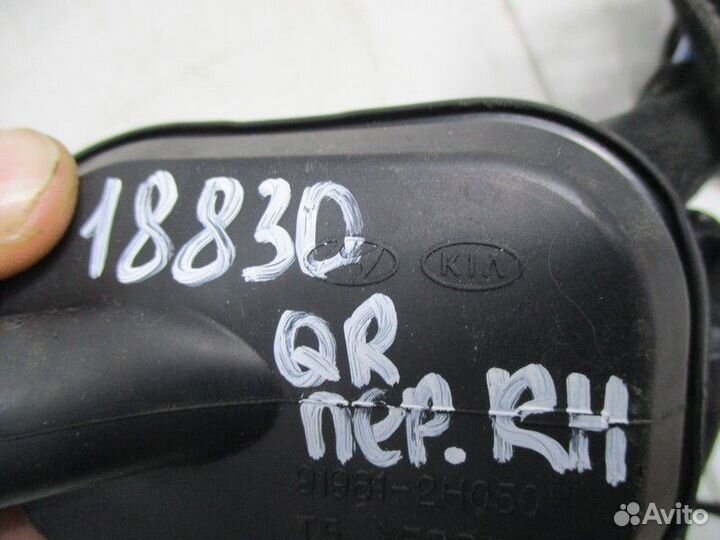 18830
KIA
QR
пер. RH
91981-2H050
Avito